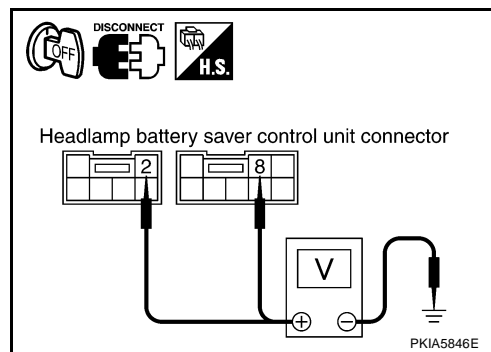 DISCONNECT
OFF
H.S.
Headlamp battery saver control unit connector
2
8
V
+ −
PKIA5846E